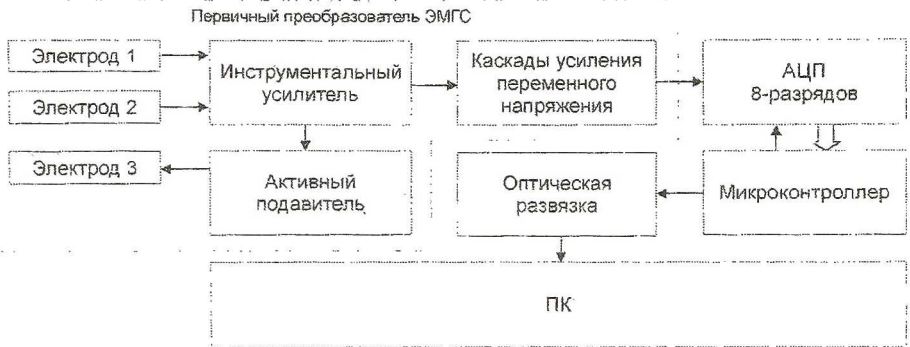 Первичный преобразователь ЭМГС
Электрод 1
Электрод 2
Электрод 3
Инструментальный
усилитель
Активный
подавитель
Каскады усиления
переменного
напряжения
Оптическая
развязка
АЦП
8-разрядов
Микроконтроллер
ПК